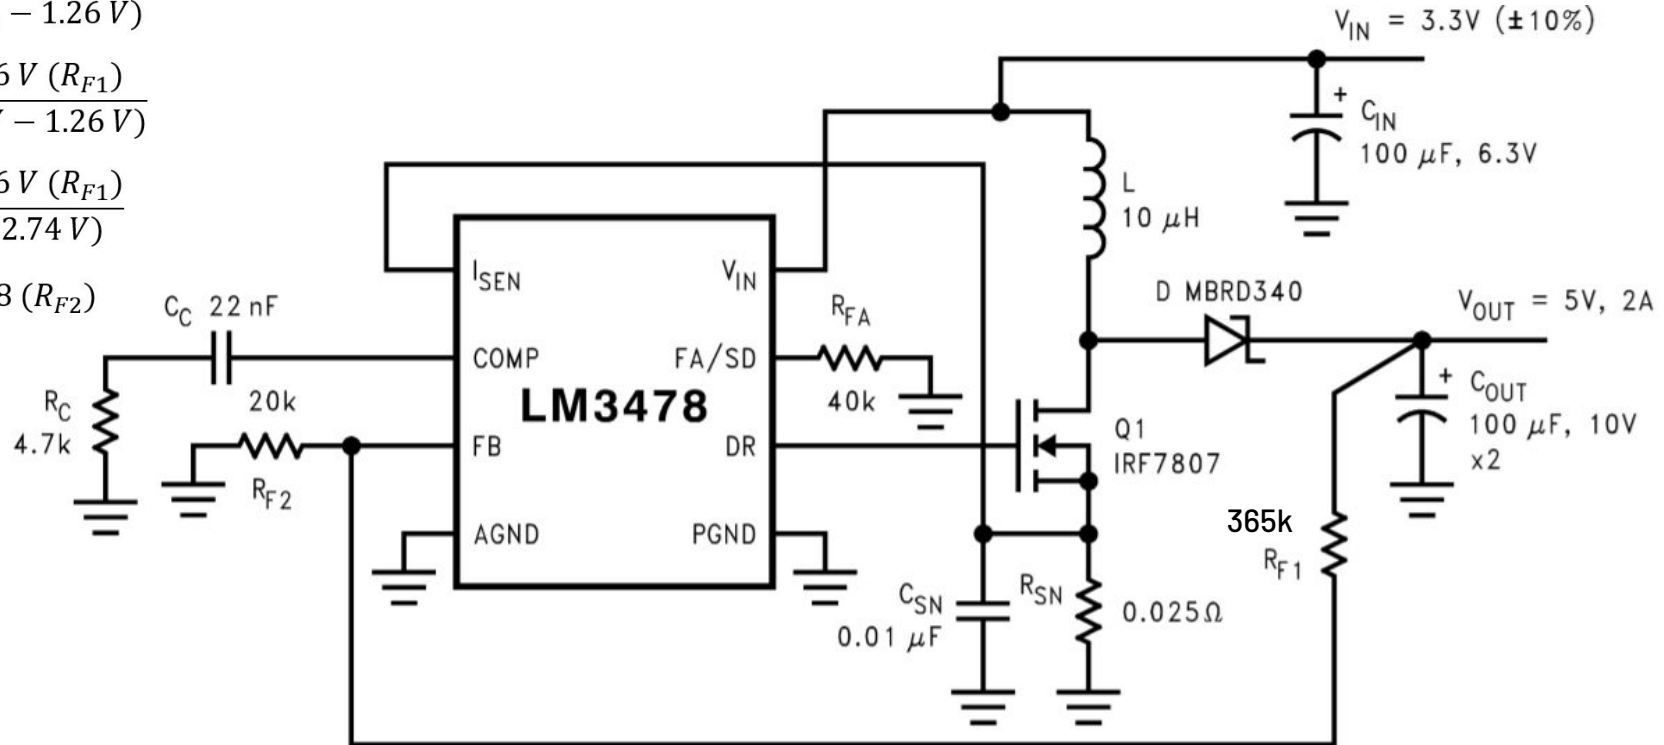 − 1.26 V)
6 V (R_F1)
− 1.26 V)
6 V (R_F1)
2.74 V)
8 (R_F2)
V_IN = 3.3V (±10%)
+
C_IN
100 μF, 6.3V
L
10 μH
I_SEN
V_IN
C_C 22 nF
R_FA
D MBRD340
V_OUT = 5V, 2A
COMP
FA/SD
LM3478
R_C
4.7k
20k
40k
+
C_OUT
100 μF, 10V
x2
FB
DR
Q1
IRF7807
R_F2
AGND
PGND
365k
R_F1
C_SN
0.01 μF
R_SN
0.025Ω